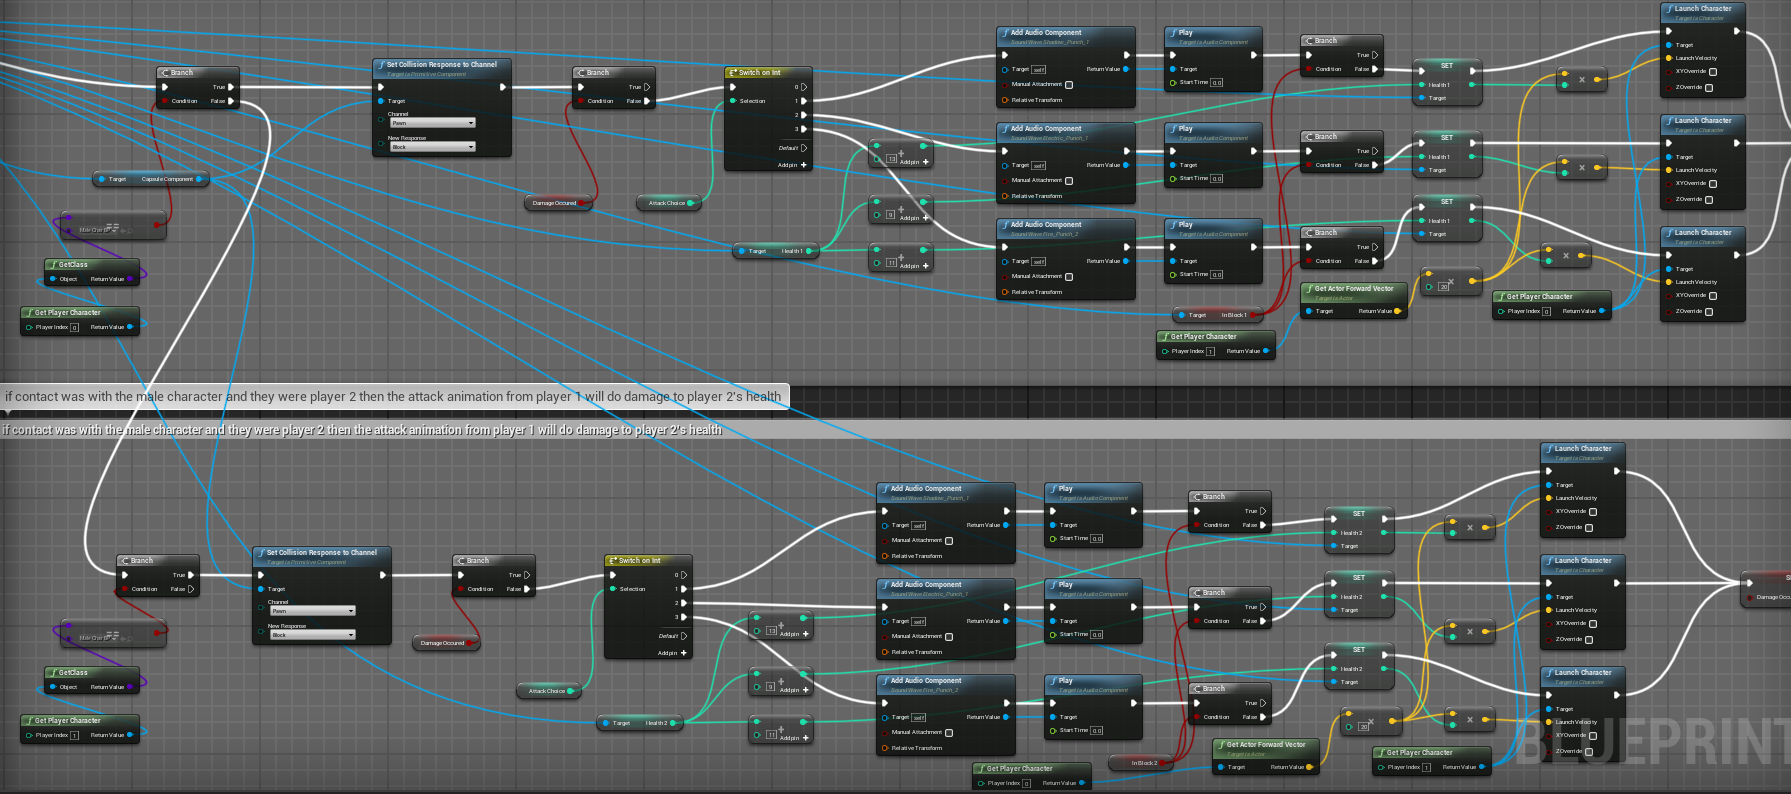 Branch
Condition
True
False
Set Collision Response to Channel
Target is Primitive Component
Target
Channel
Pawn
New Response
Block
Branch
Condition
True
False
Switch on Int
Selection
0
1
2
3
Default
Add pin
Target Capsule Component
Damage Occured
Attack Choice
Target Health 1
13
Add pin
9
Add pin
11
Add pin
GetClass
Object Return Value
Get Player Character
Player Index 0 Return Value
Add Audio Component
Sound Wave Shadow_Punch_1
Target self Return Value
Manual Attachment
Relative Transform
Play
Target is Audio Component
Target
Start Time 0.0
Branch
Condition
True
False
SET
Health 1
Target
Launch Character
Target is Character
Target
Launch Velocity
XYOverride
ZOverride
Add Audio Component
Sound Wave Electro_Punch_1
Target self Return Value
Manual Attachment
Relative Transform
Play
Target is Audio Component
Target
Start Time 0.0
Branch
Condition
True
False
SET
Health 1
Target
Launch Character
Target is Character
Target
Launch Velocity
XYOverride
ZOverride
Add Audio Component
Sound Wave Fire_Punch_2
Target self Return Value
Manual Attachment
Relative Transform
Play
Target is Audio Component
Target
Start Time 0.0
Branch
Condition
True
False
SET
Health 1
Target
Launch Character
Target is Character
Target
Launch Velocity
XYOverride
ZOverride
Target In Block 1
Get Player Character
Player Index 1 Return Value
Get Actor Forward Vector
Target is Actor
Target Return Value
20
Get Player Character
Player Index 0 Return Value
if contact was with the male character and they were player 2 then the attack animation from player 1 will do damage to player 2's health
if contact was with the male character and they were player 2 then the attack animation from player 1 will do damage to player 2's health
Branch
Condition
True
False
Set Collision Response to Channel
Target is Primitive Component
Target
Channel
Pawn
New Response
Block
Branch
Condition
True
False
Switch on Int
Selection
0
1
2
3
Default
Add pin
Damage Occured
Attack Choice
Target Health 2
13
Add pin
9
Add pin
11
Add pin
GetClass
Object Return Value
Get Player Character
Player Index 1 Return Value
Add Audio Component
Sound Wave Shadow_Punch_1
Target self Return Value
Manual Attachment
Relative Transform
Play
Target is Audio Component
Target
Start Time 0.0
Branch
Condition
True
False
SET
Health 2
Target
Launch Character
Target is Character
Target
Launch Velocity
XYOverride
ZOverride
Add Audio Component
Sound Wave Electro_Punch_1
Target self Return Value
Manual Attachment
Relative Transform
Play
Target is Audio Component
Target
Start Time 0.0
Branch
Condition
True
False
SET
Health 2
Target
Launch Character
Target is Character
Target
Launch Velocity
XYOverride
ZOverride
Add Audio Component
Sound Wave Fire_Punch_2
Target self Return Value
Manual Attachment
Relative Transform
Play
Target is Audio Component
Target
Start Time 0.0
Branch
Condition
True
False
SET
Health 2
Target
Launch Character
Target is Character
Target
Launch Velocity
XYOverride
ZOverride
In Block 2
Get Player Character
Player Index 0 Return Value
Get Actor Forward Vector
Target is Actor
Target Return Value
20
Get Player Character
Player Index 1 Return Value
Damage Occu
BLUEPRINT